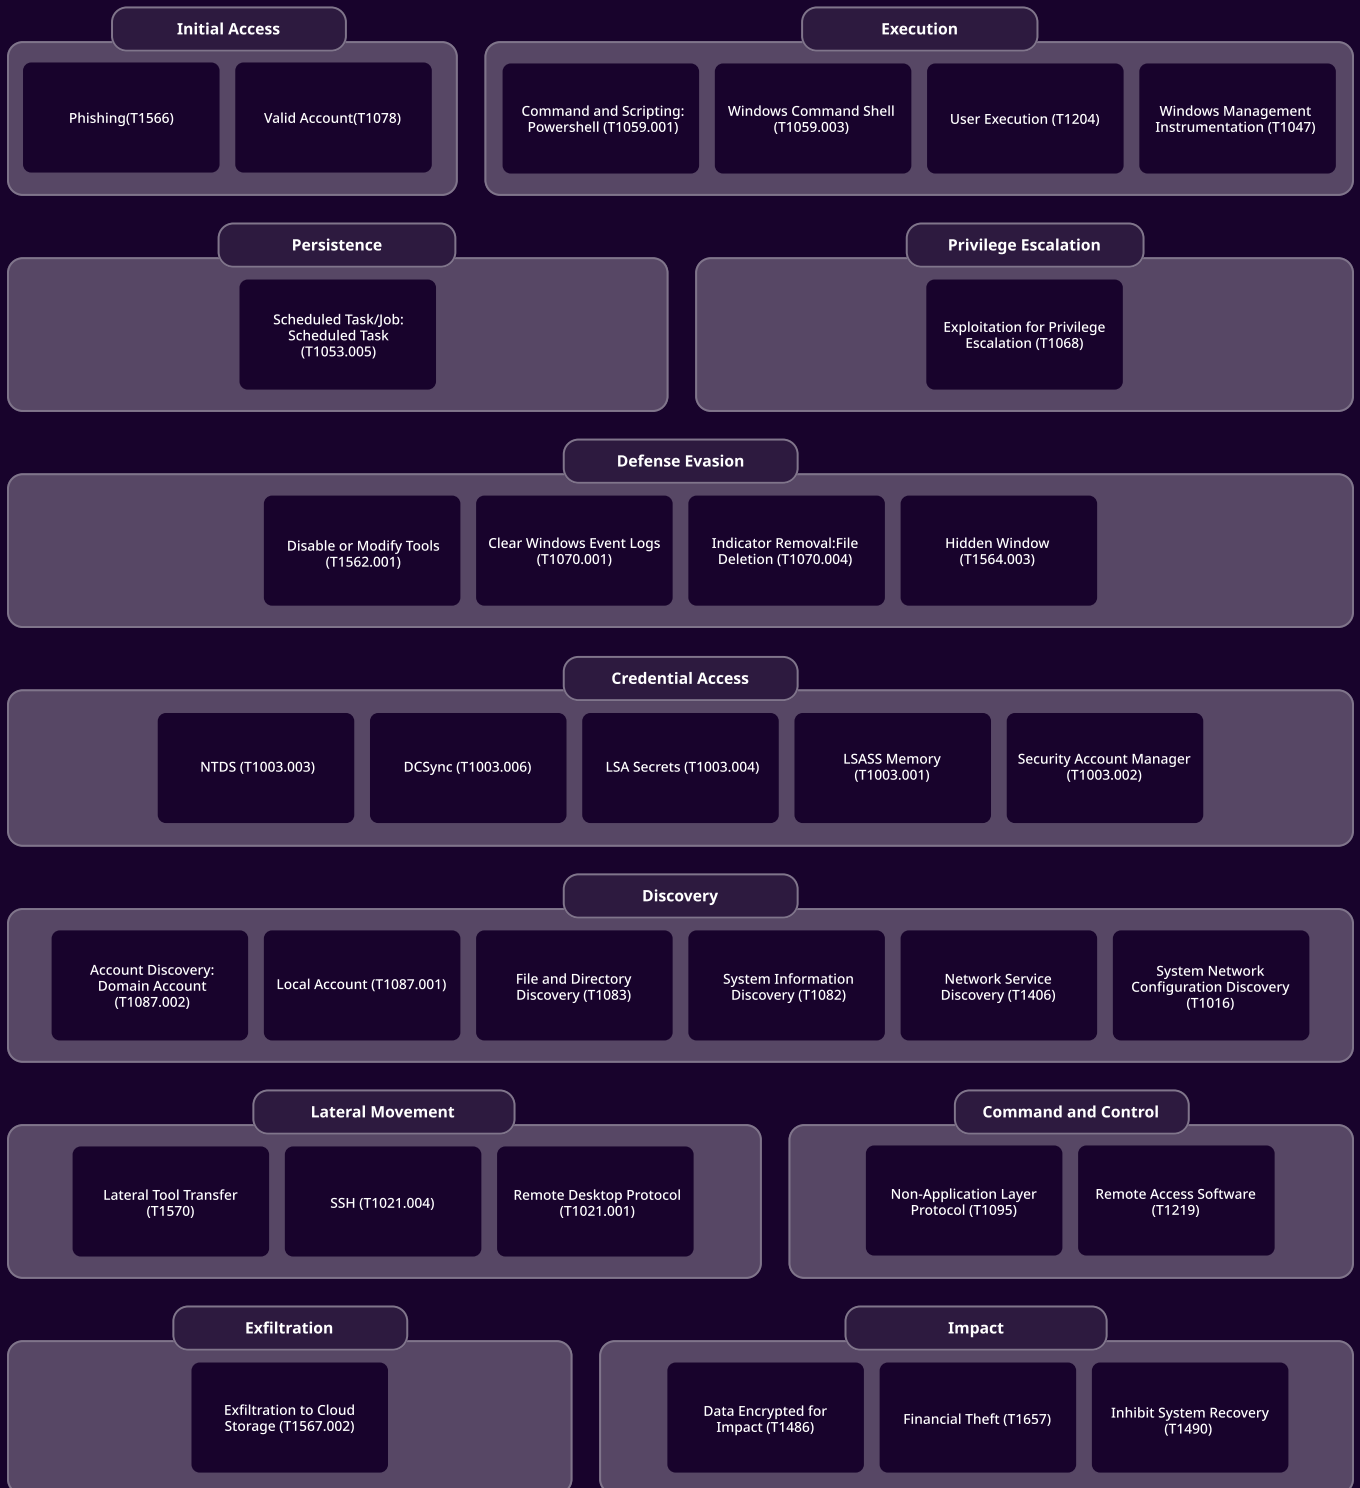 Initial Access
Phishing(T1566)
Valid Account(T1078)
Execution
Command and Scripting:
Powershell (T1059.001)
Windows Command Shell
(T1059.003)
User Execution (T1204)
Windows Management
Instrumentation (T1047)
Persistence
Scheduled Task/Job:
Scheduled Task
(T1053.005)
Privilege Escalation
Exploitation for Privilege
Escalation (T1068)
Defense Evasion
Disable or Modify Tools
(T1562.001)
Clear Windows Event Logs
(T1070.001)
Indicator Removal:File
Deletion (T1070.004)
Hidden Window
(T1564.003)
Credential Access
NTDS (T1003.003)
DCSync (T1003.006)
LSA Secrets (T1003.004)
LSASS Memory
(T1003.001)
Security Account Manager
(T1003.002)
Discovery
Account Discovery:
Domain Account
(T1087.002)
Local Account (T1087.001)
File and Directory
Discovery (T1083)
System Information
Discovery (T1082)
Network Service
Discovery (T1406)
System Network
Configuration Discovery
(T1016)
Lateral Movement
Lateral Tool Transfer
(T1570)
SSH (T1021.004)
Remote Desktop Protocol
(T1021.001)
Command and Control
Non-Application Layer
Protocol (T1095)
Remote Access Software
(T1219)
Exfiltration
Exfiltration to Cloud
Storage (T1567.002)
Impact
Data Encrypted for
Impact (T1486)
Financial Theft (T1657)
Inhibit System Recovery
(T1490)